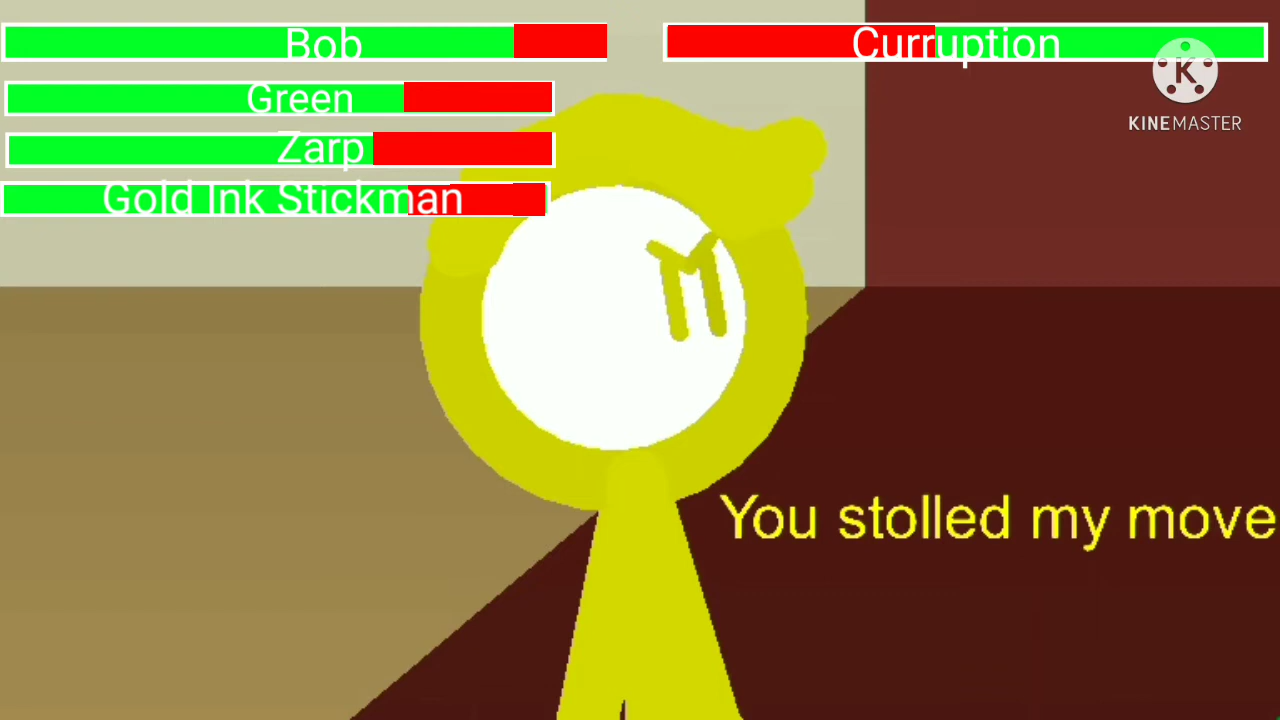 Bob
Curruption
Green
Zarp
Gold Ink Stickman
K
KINEMASTER
You stolled my move